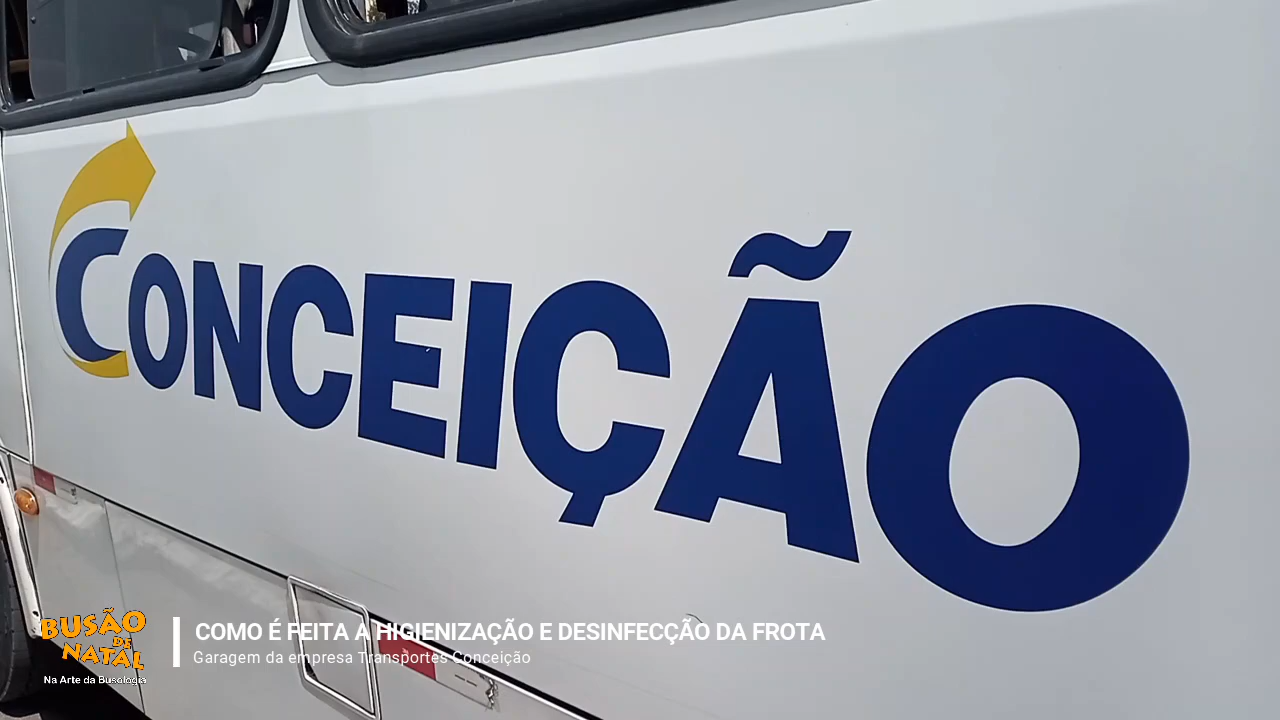 CONCEIÇÃO
BUSÃO
DE
NATAL
Na Arte da Busologia
COMO É FEITA A HIGIENIZAÇÃO E DESINFECÇÃO DA FROTA
Garagem da empresa Transportes Conceição